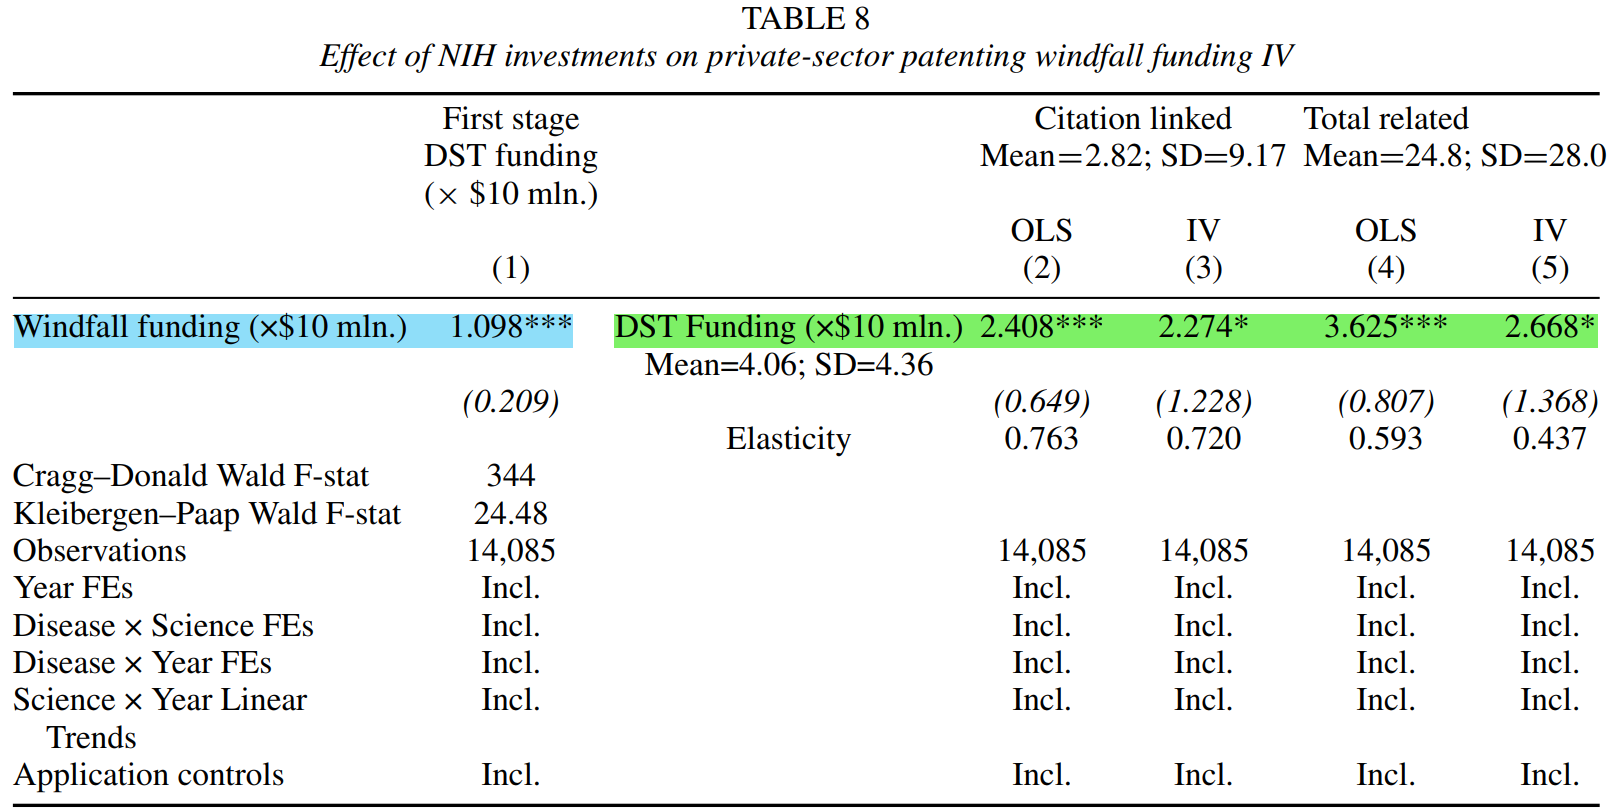 TABLE 8
Effect of NIH investments on private-sector patenting windfall funding IV
First stage Citation linked Total related
DST funding Mean=2.82; SD=9.17 Mean=24.8; SD=28.0
(× $10 mln.)
OLS IV OLS IV
(1) (2) (3) (4) (5)
Windfall funding (×$10 mln.) 1.098*** DST Funding (×$10 mln.) 2.408*** 2.274* 3.625*** 2.668*
Mean=4.06; SD=4.36
(0.209) (0.649) (1.228) (0.807) (1.368)
Elasticity 0.763 0.720 0.593 0.437
Cragg–Donald Wald F-stat 344
Kleibergen–Paap Wald F-stat 24.48
Observations 14,085 14,085 14,085 14,085 14,085
Year FEs Incl. Incl. Incl. Incl. Incl.
Disease × Science FEs Incl. Incl. Incl. Incl. Incl.
Disease × Year FEs Incl. Incl. Incl. Incl. Incl.
Science × Year Linear Incl. Incl. Incl. Incl. Incl.
Trends
Application controls Incl. Incl. Incl. Incl. Incl.